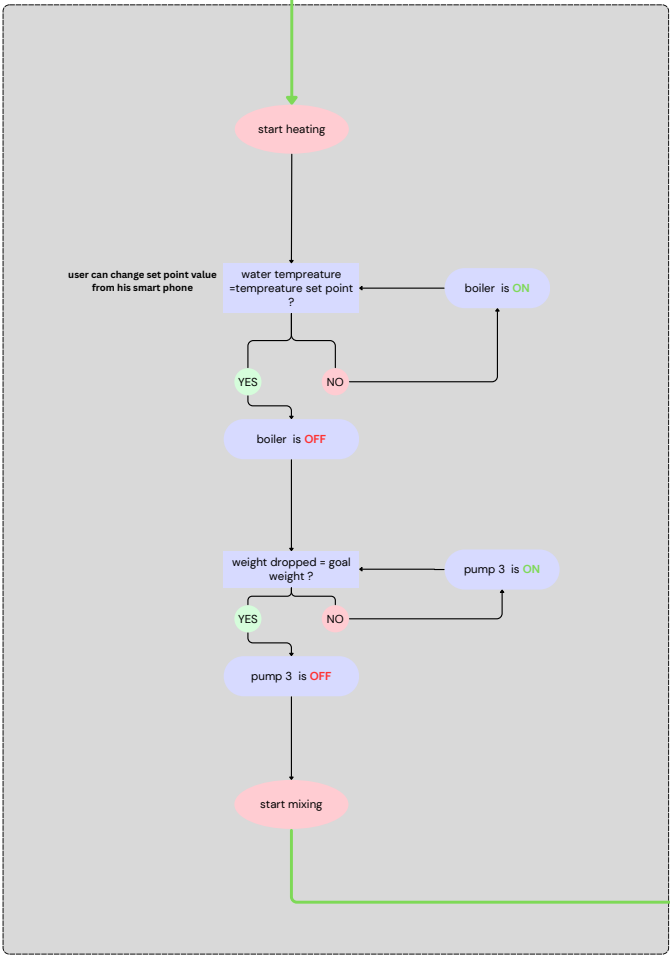 start heating
user can change set point value
from his smart phone
water tempreature
=tempreature set point
?
boiler is ON
YES
NO
boiler is OFF
weight dropped = goal
weight ?
pump 3 is ON
YES
NO
pump 3 is OFF
start mixing